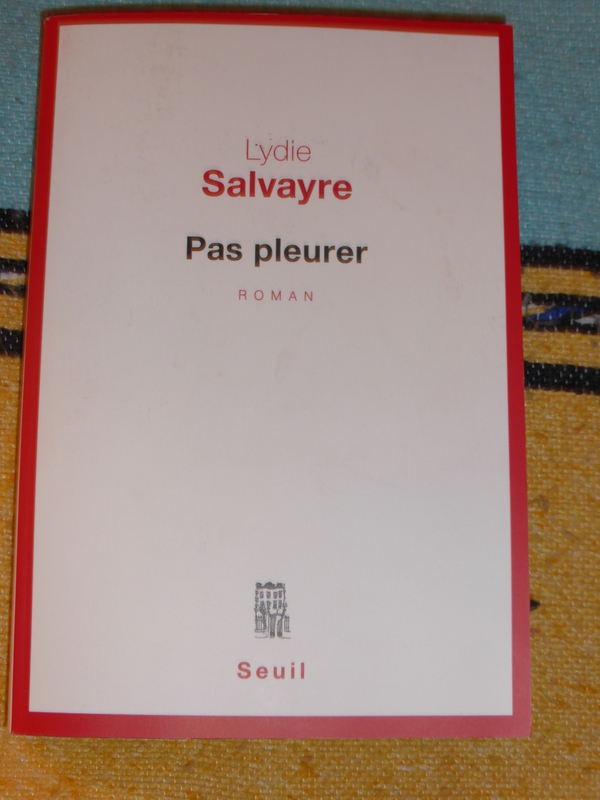 Lydie
Salvayre
Pas pleurer
ROMAN
Seuil